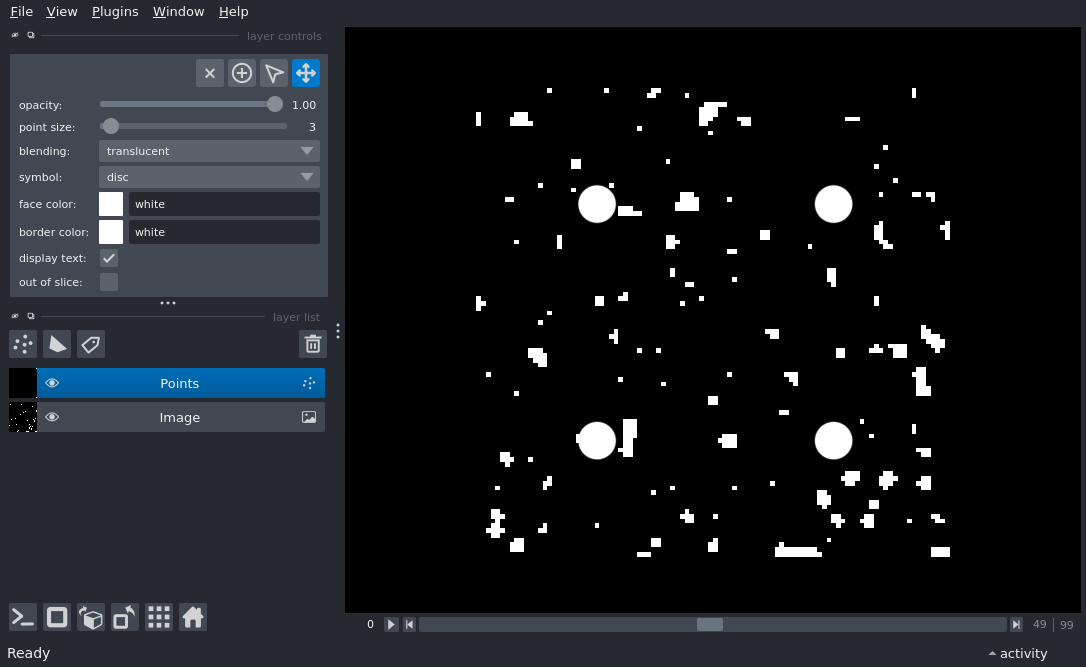 File View Plugins Window Help
layer controls
opacity: 1.00
point size: 3
blending: translucent
symbol: disc
face color: white
border color: white
display text:
out of slice:
layer list
Points
Image
0 49 | 99
Ready activity